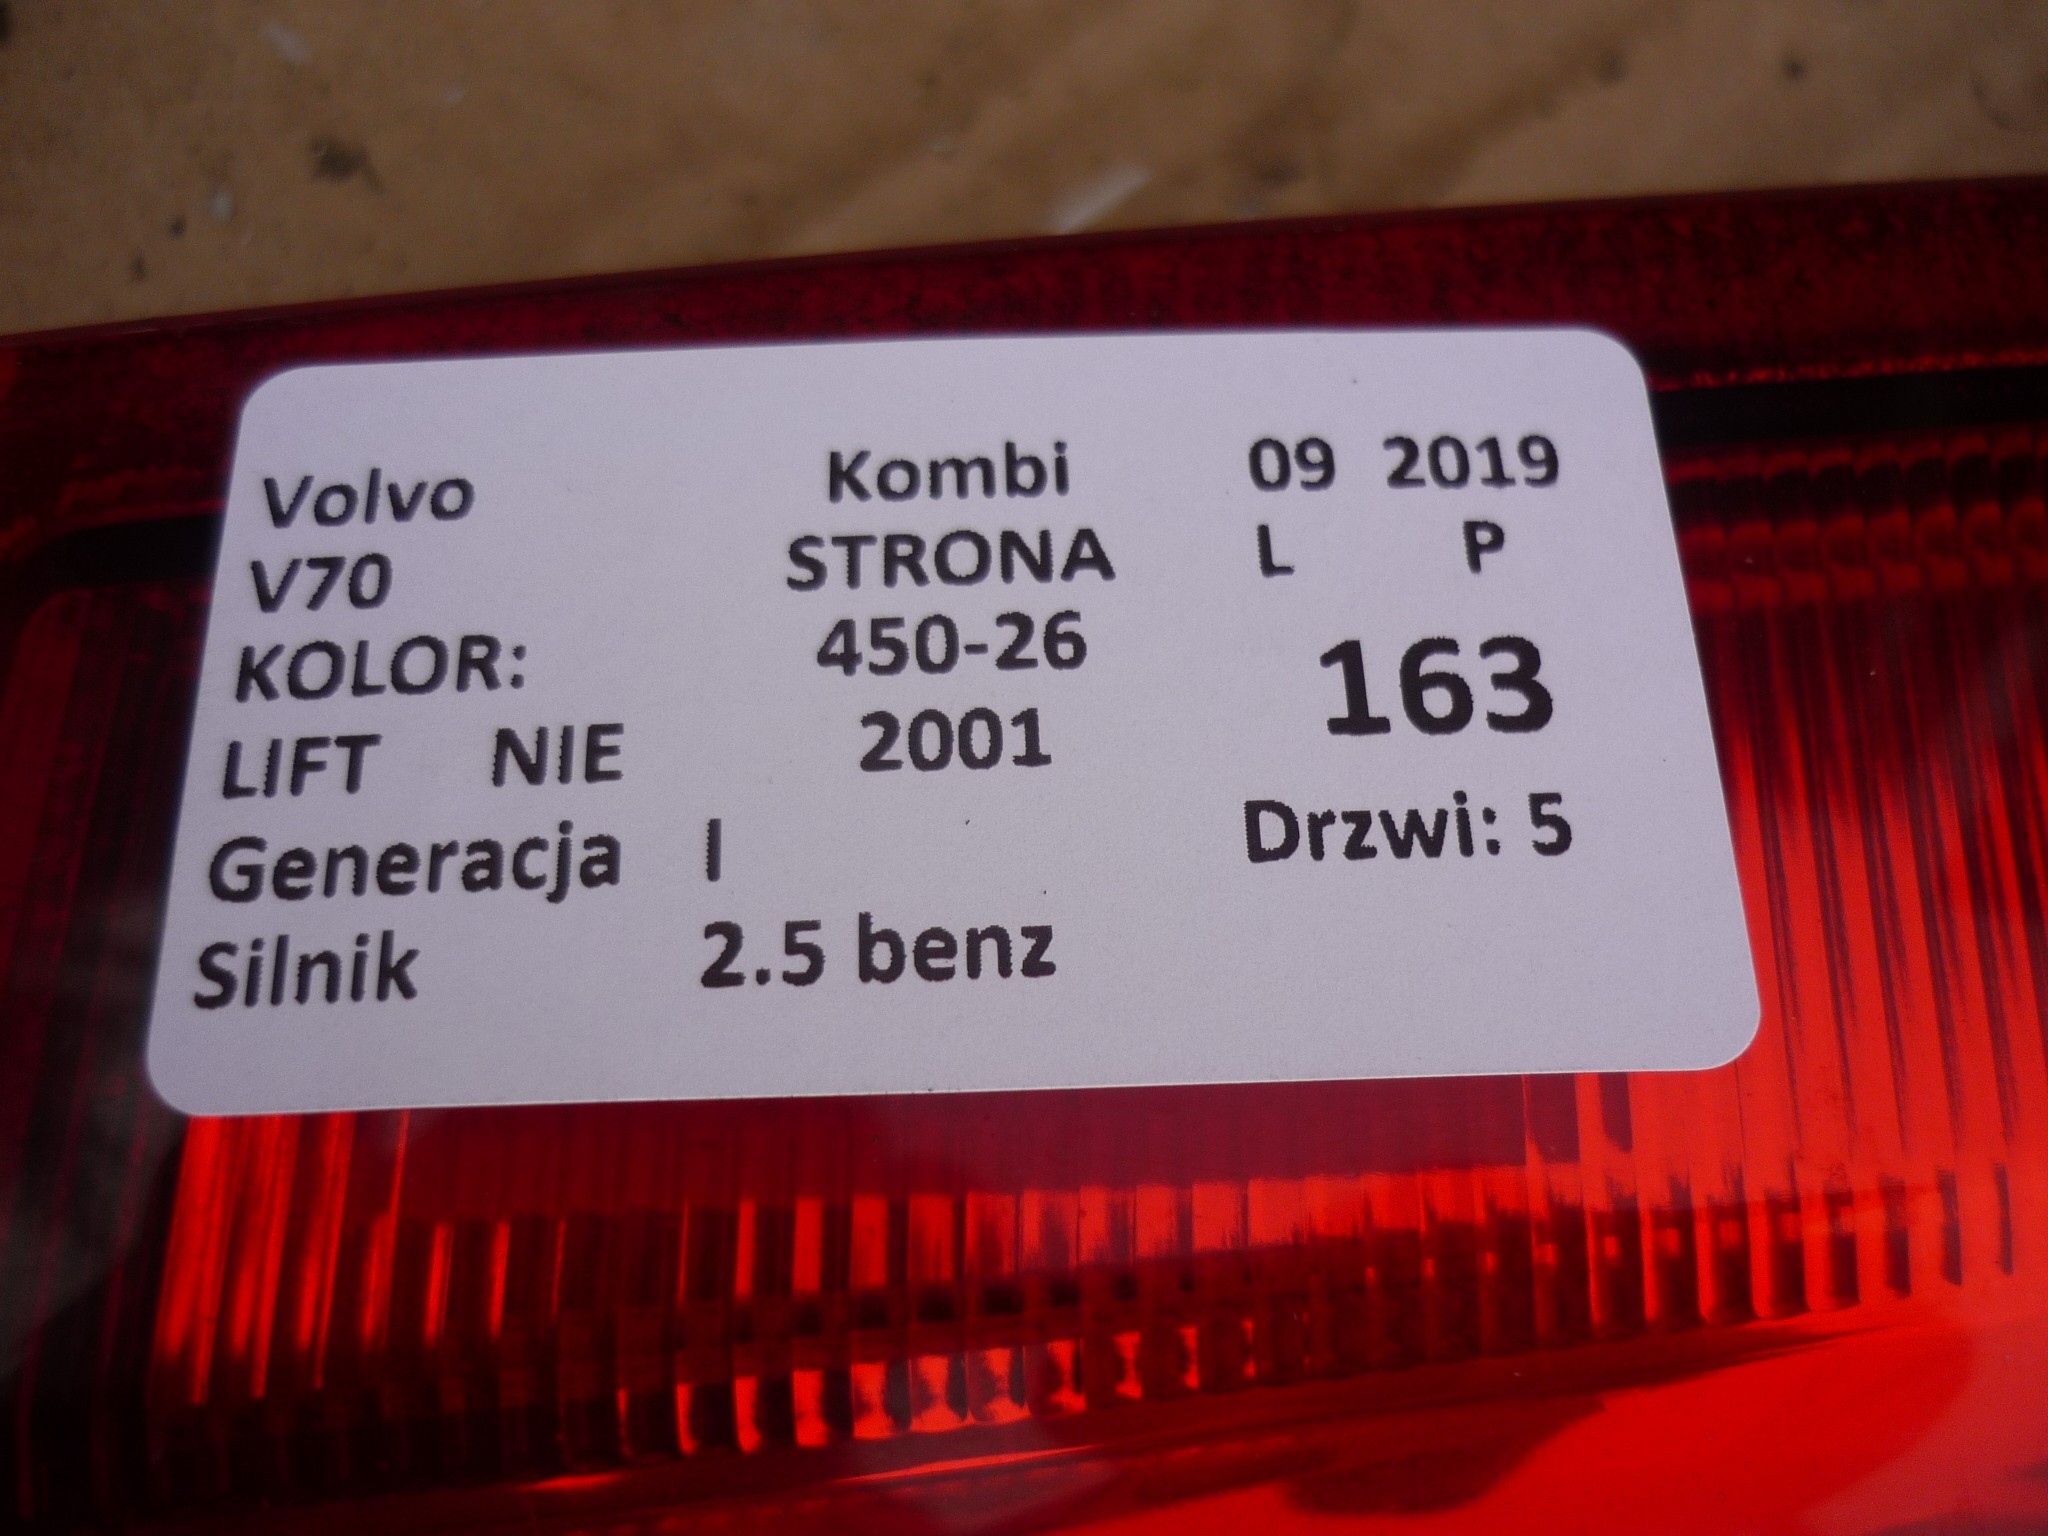 Volvo Kombi 09 2019
V70 STRONA L P
KOLOR: 450-26 163
LIFT NIE 2001
Generacja I Drzwi: 5
Silnik 2.5 benz